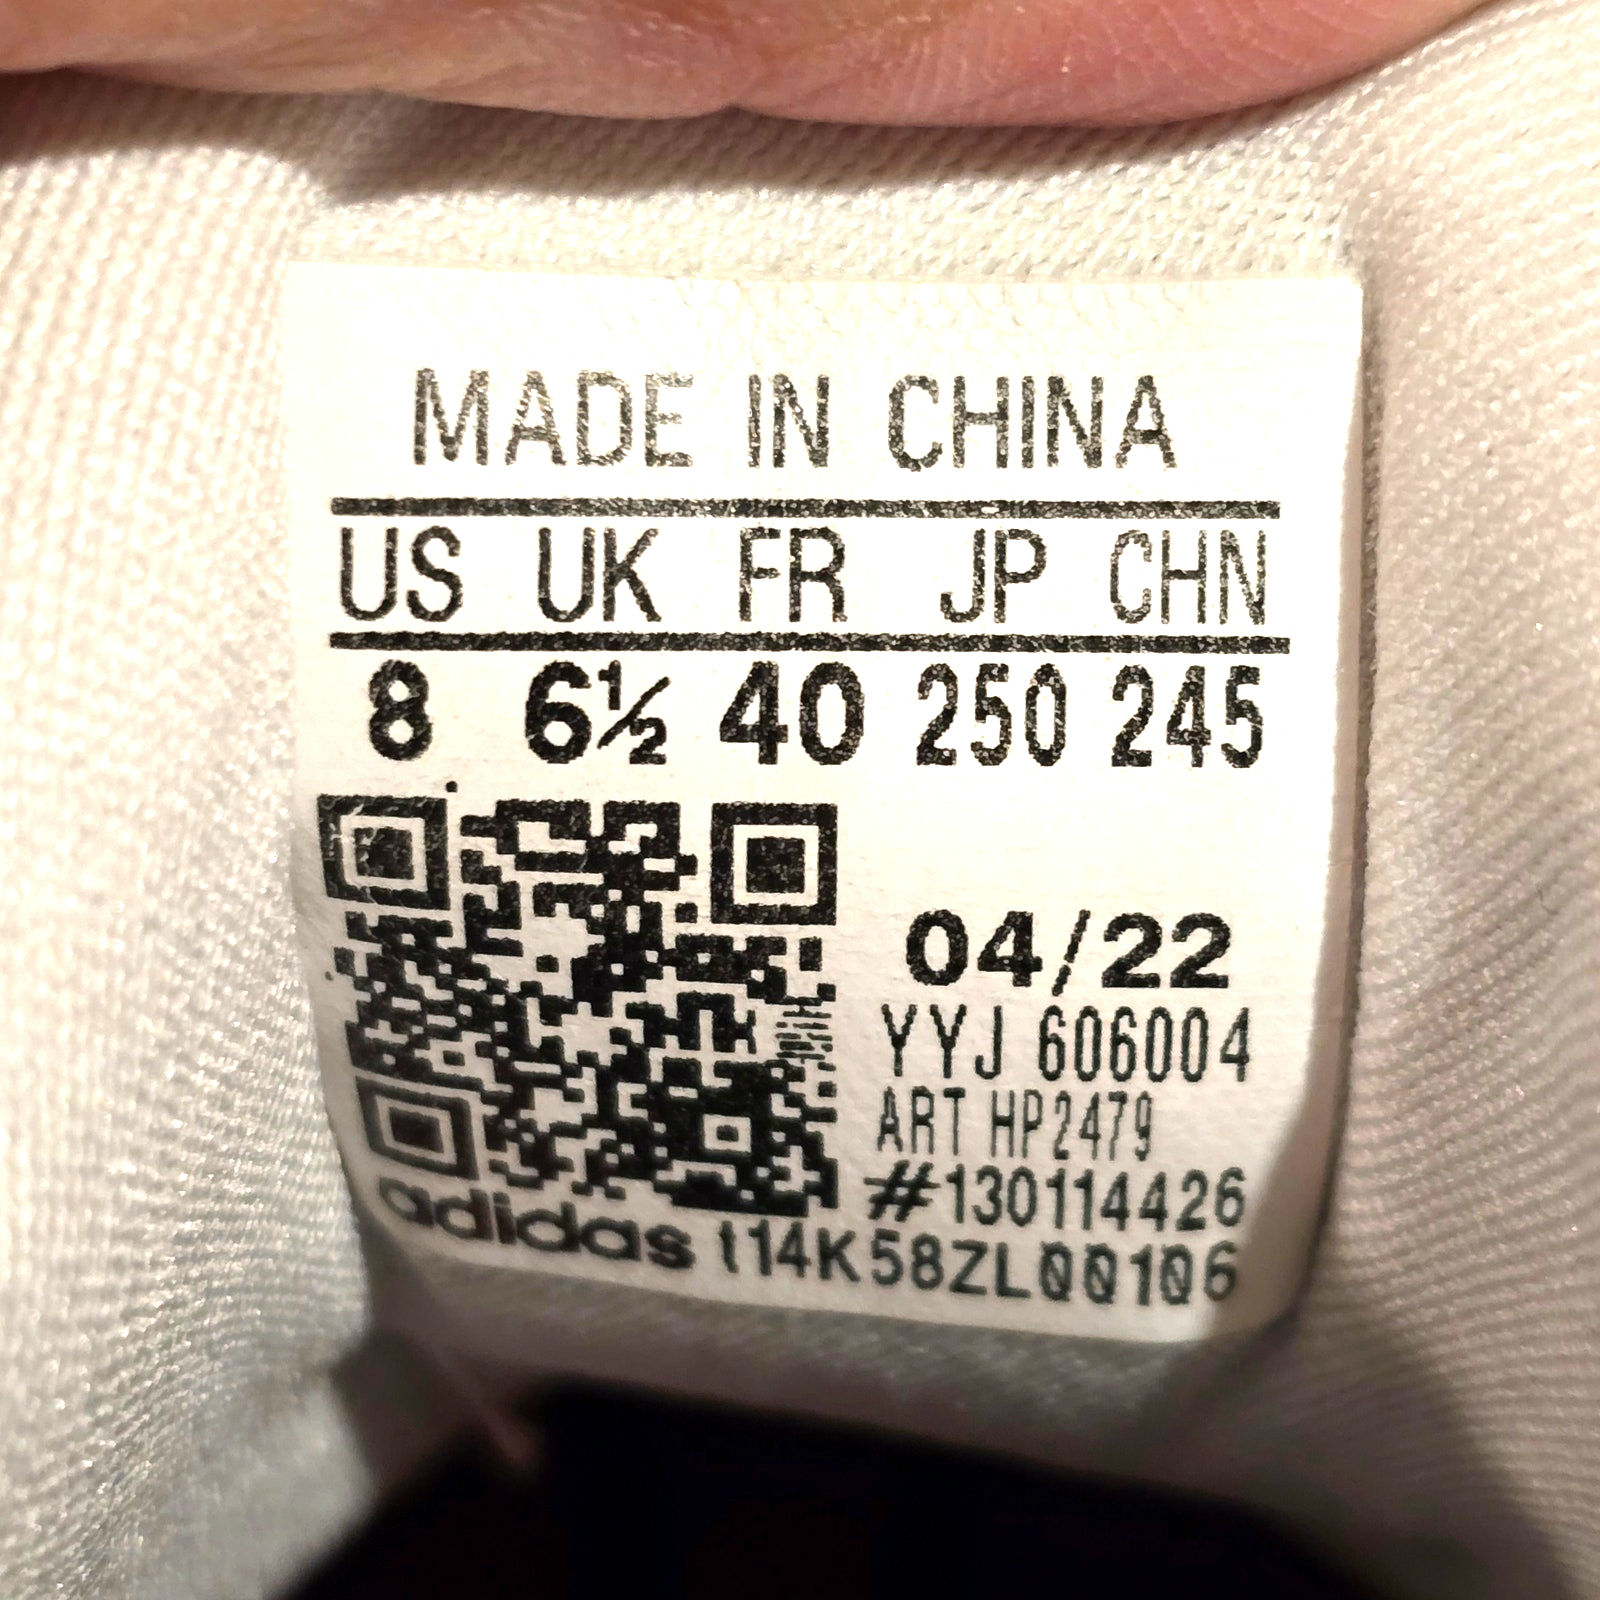 MADE IN CHINA
US UK FR JP CHN
8 6½ 40 250 245
04/22
YYJ 606004
ART HP2479
#130114426
adidas t14K58ZL00106